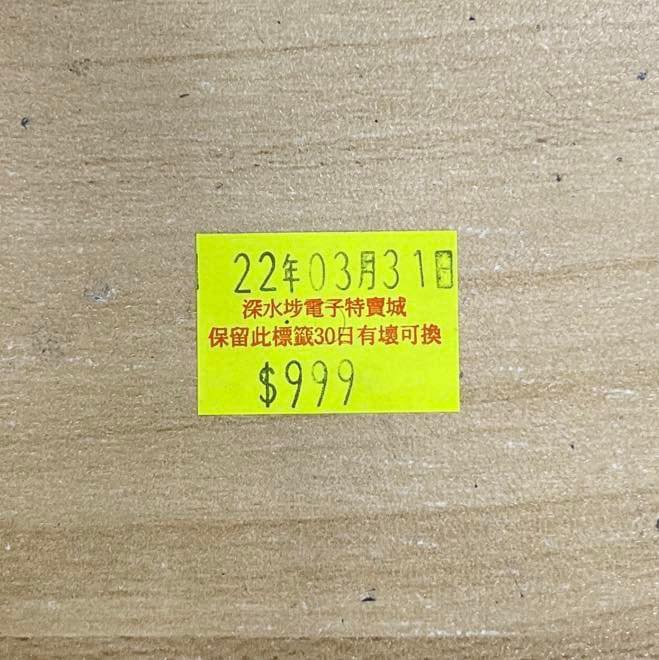 22年03月31日
深水埗電子特賣城
保留此標籤30日有壞可換
$999